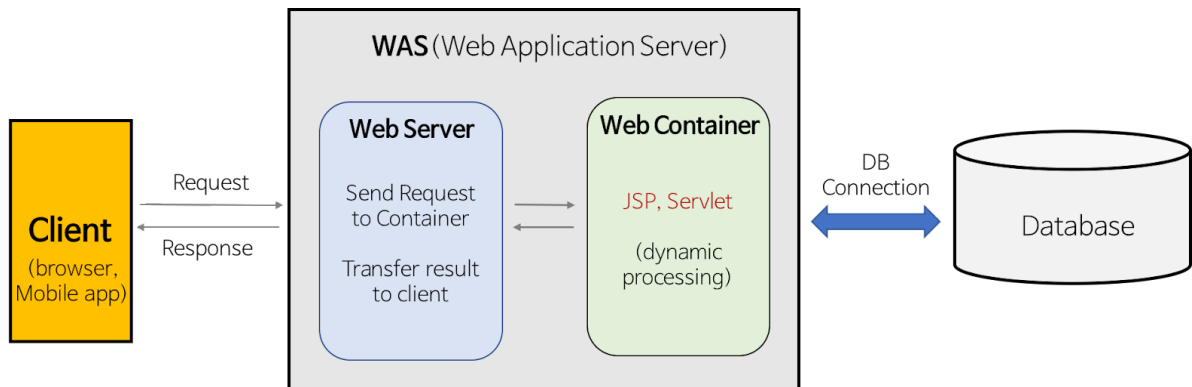 WAS(Web Application Server)
Client
(browser,
Mobile app)
Request
Response
Web Server
Send Request
to Container
Transfer result
to client
Web Container
JSP, Servlet
(dynamic
processing)
DB
Connection
Database